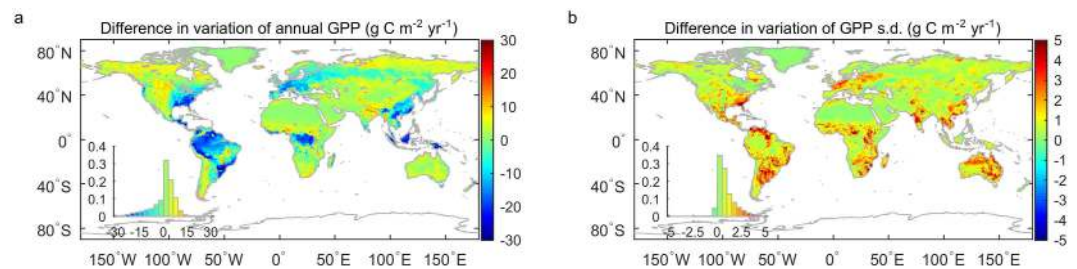 a
Difference in variation of annual GPP (g C m⁻² yr⁻¹)
80°N
40°N
0°
40°S
80°S
0.4
0.3
0.2
0.1
0
-30 -15 0 15 30
150°W 100°W 50°W 0° 50°E 100°E 150°E
30
20
10
0
-10
-20
-30
b
Difference in variation of GPP s.d. (g C m⁻² yr⁻¹)
80°N
40°N
0°
40°S
80°S
0.4
0.3
0.2
0.1
0
-5 -2.5 0 2.5 5
150°W 100°W 50°W 0° 50°E 100°E 150°E
5
4
3
2
1
0
-1
-2
-3
-4
-5